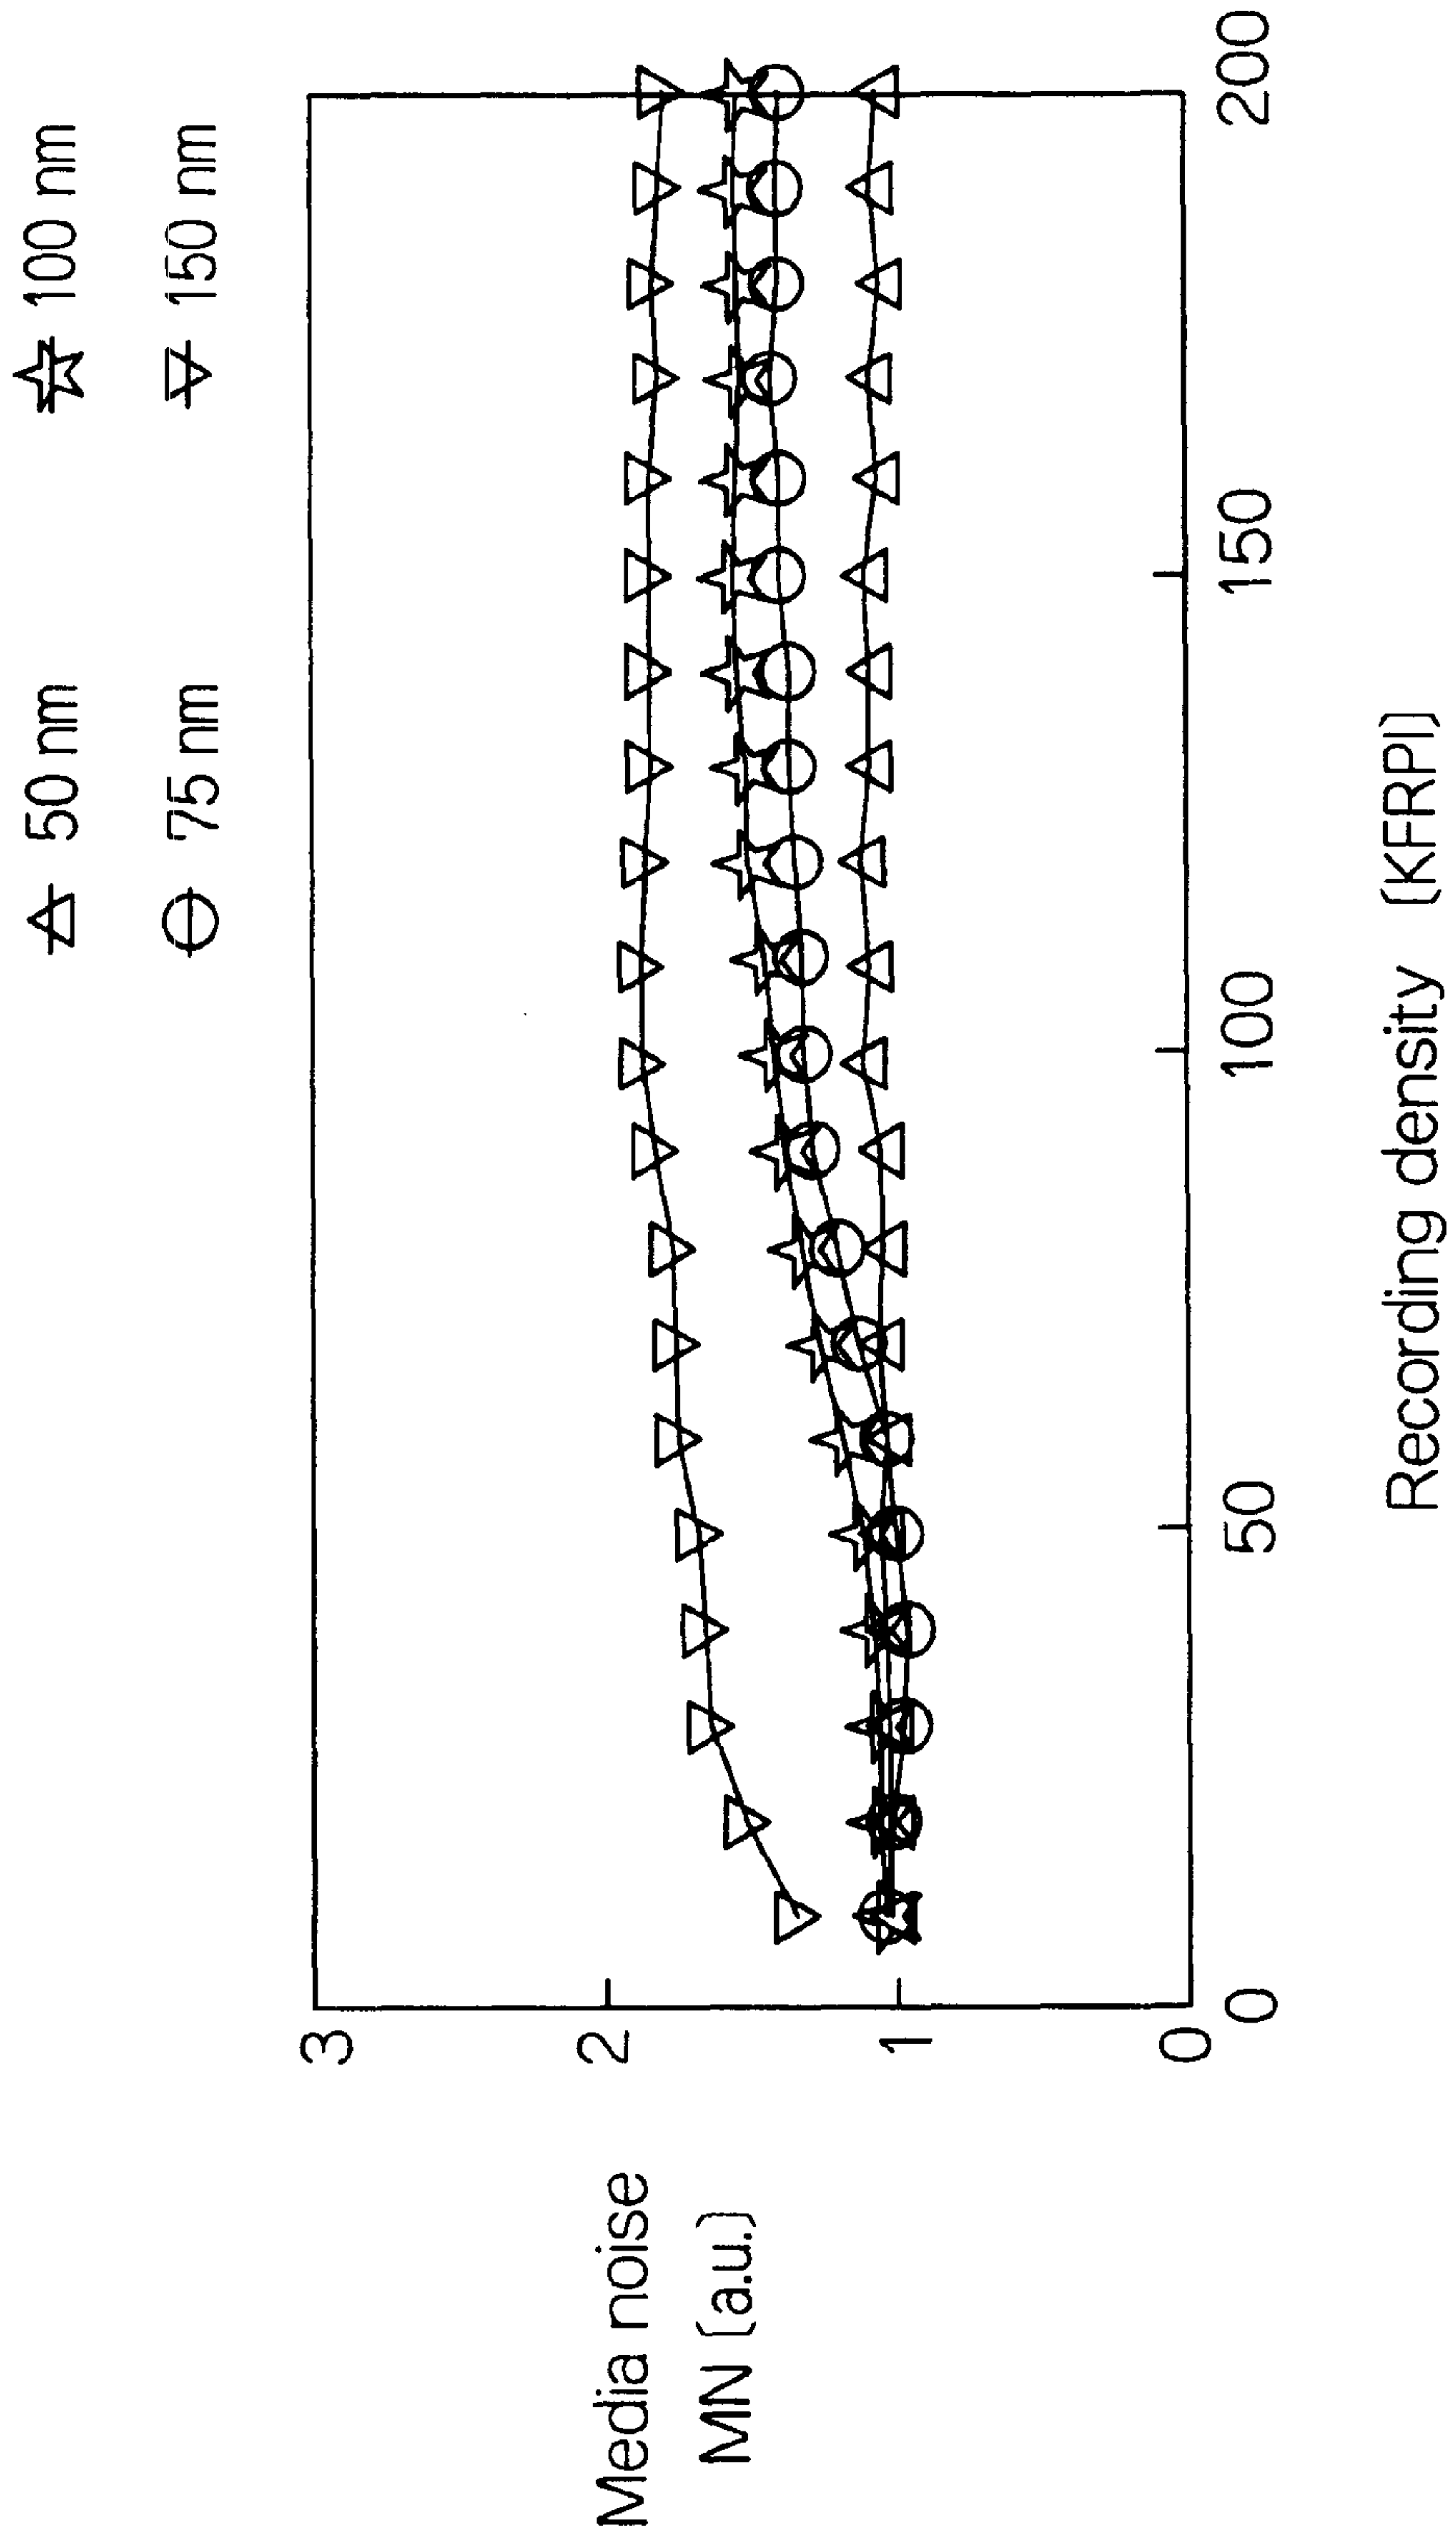 50 nm
100 nm
75 nm
150 nm
3
2
1
0
Media noise
MN (a.u.)
0
50
100
150
200
Recording density (KFRPI)